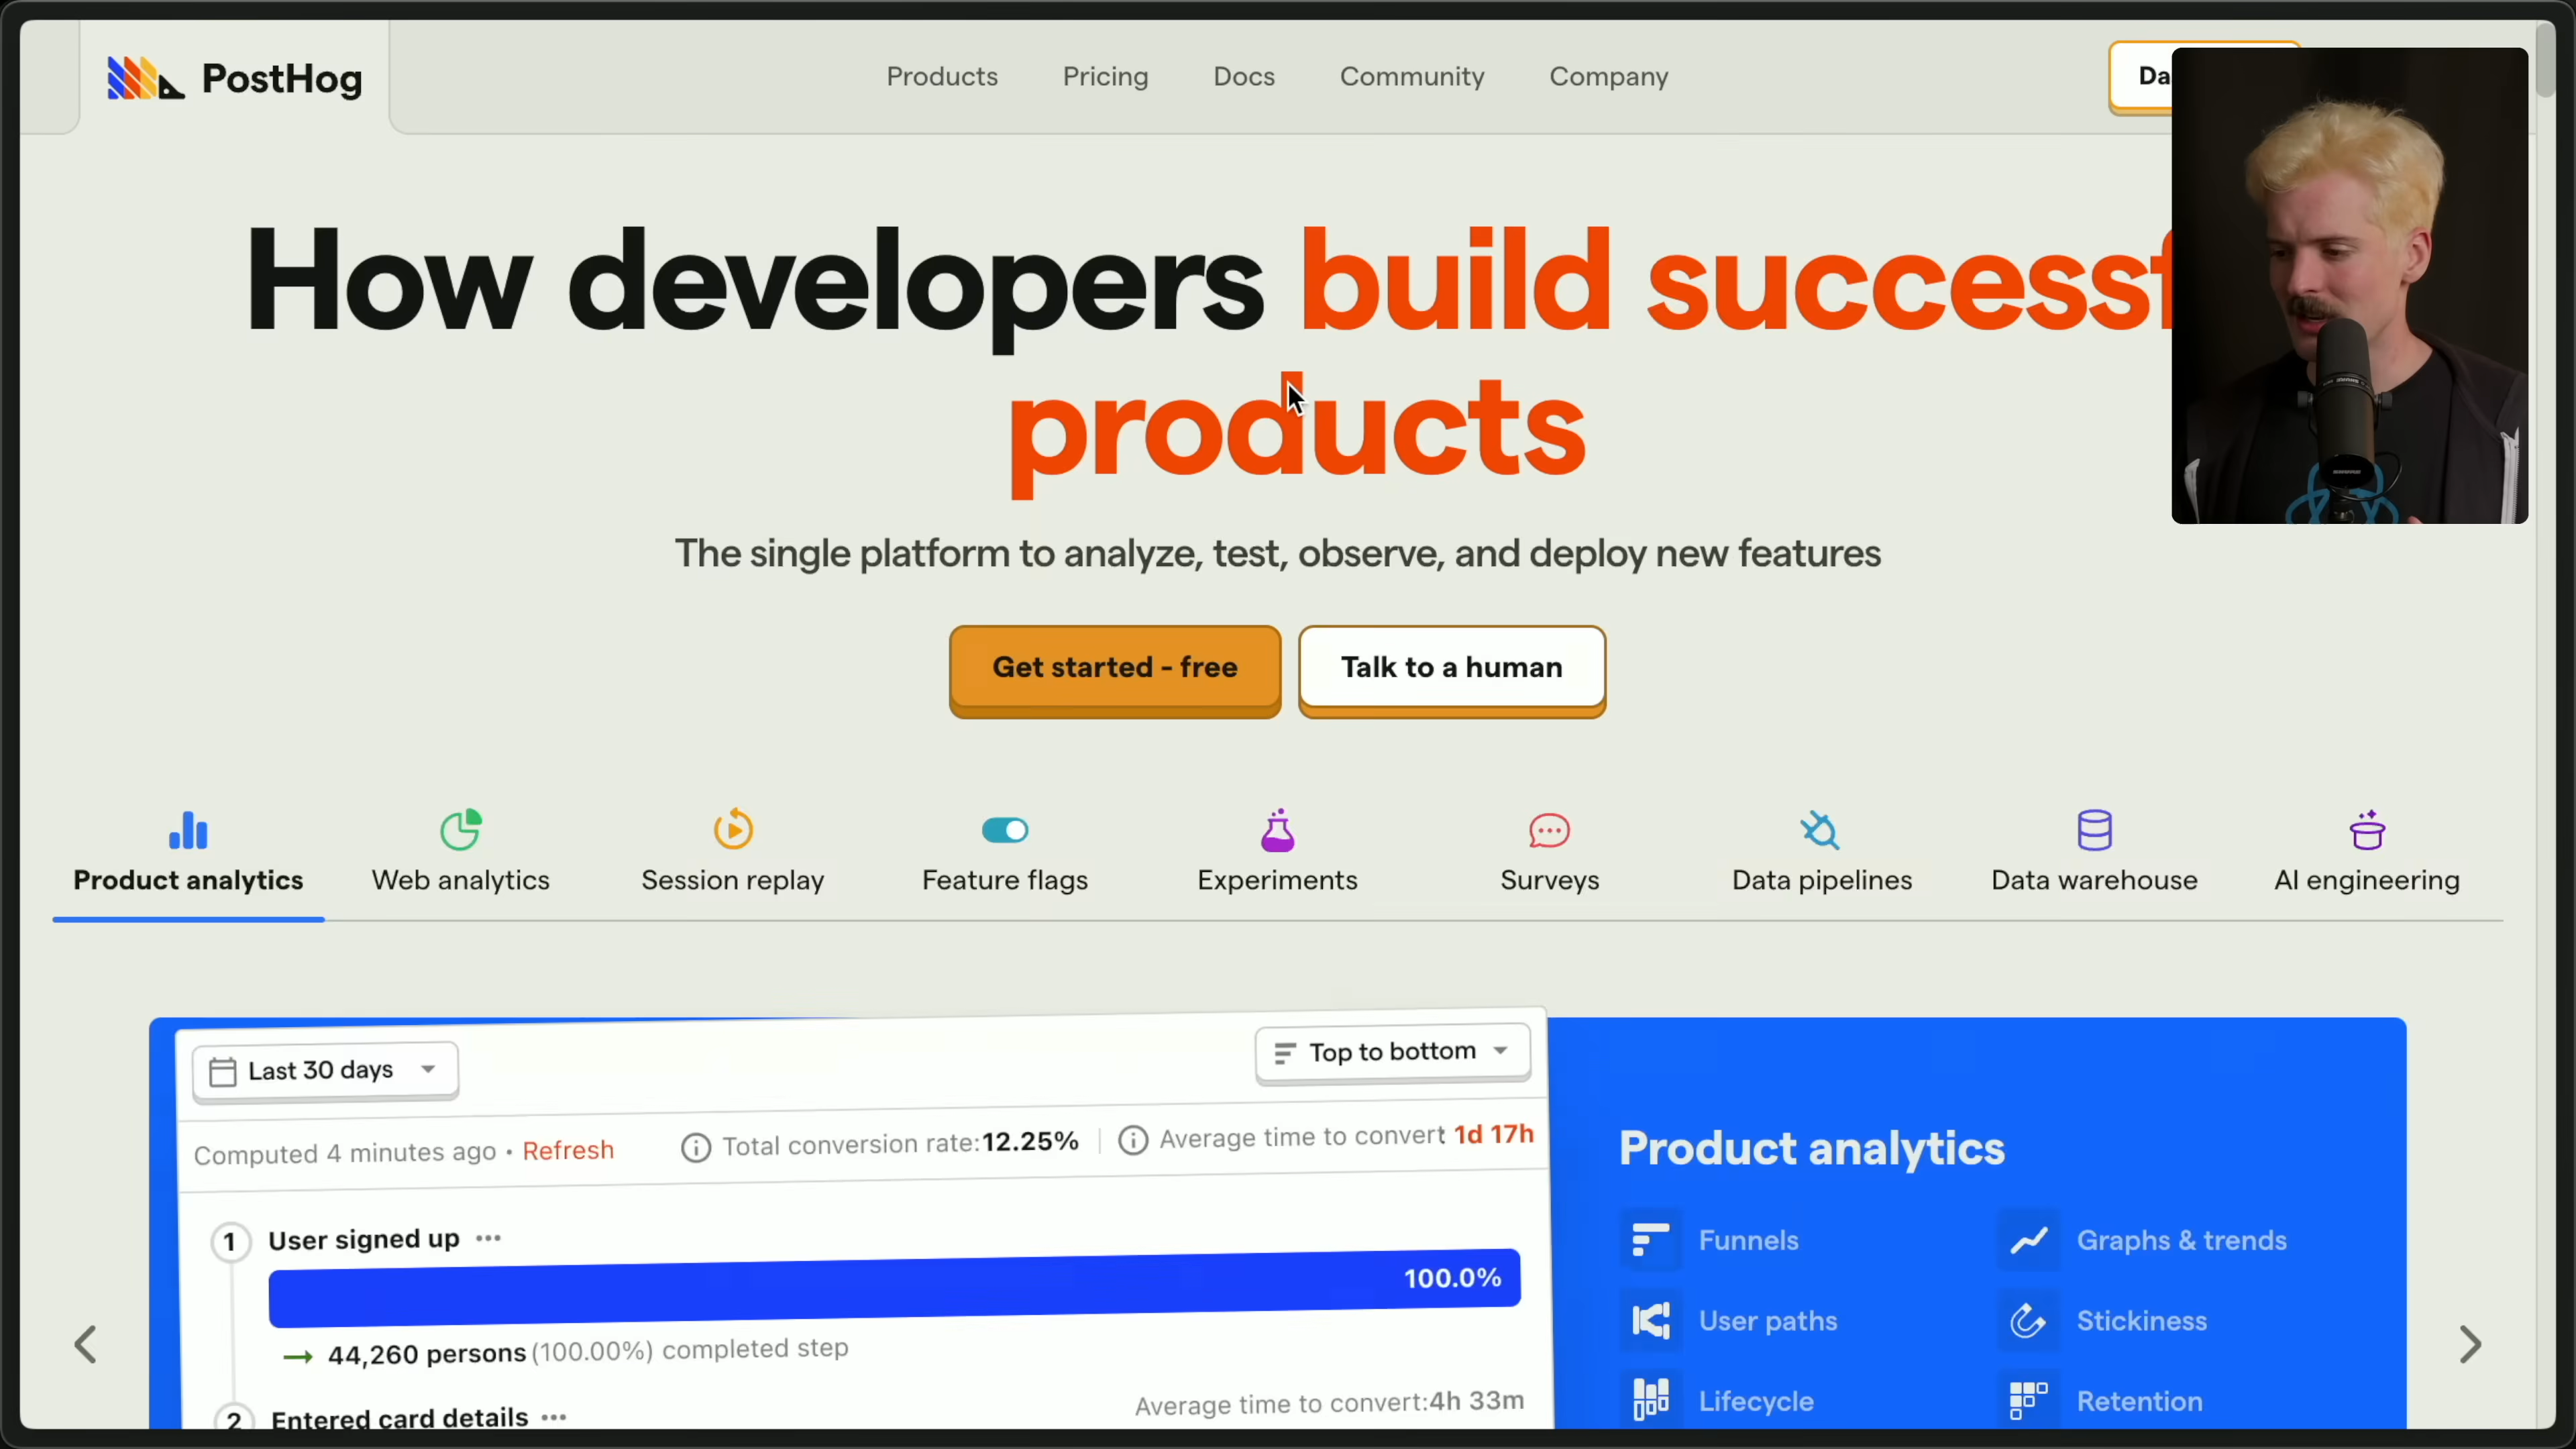 PostHog
Products
Pricing
Docs
Community
Company
Da
How developers build successf
products
The single platform to analyze, test, observe, and deploy new features
Get started - free
Talk to a human
Product analytics
Web analytics
Session replay
Feature flags
Experiments
Surveys
Data pipelines
Data warehouse
AI engineering
Last 30 days
Top to bottom
Computed 4 minutes ago • Refresh
Total conversion rate:12.25%
Average time to convert 1d 17h
1 User signed up •••
100.0%
→ 44,260 persons (100.00%) completed step
Average time to convert:4h 33m
2 Entered card details •••
Product analytics
Funnels
Graphs & trends
User paths
Stickiness
Lifecycle
Retention